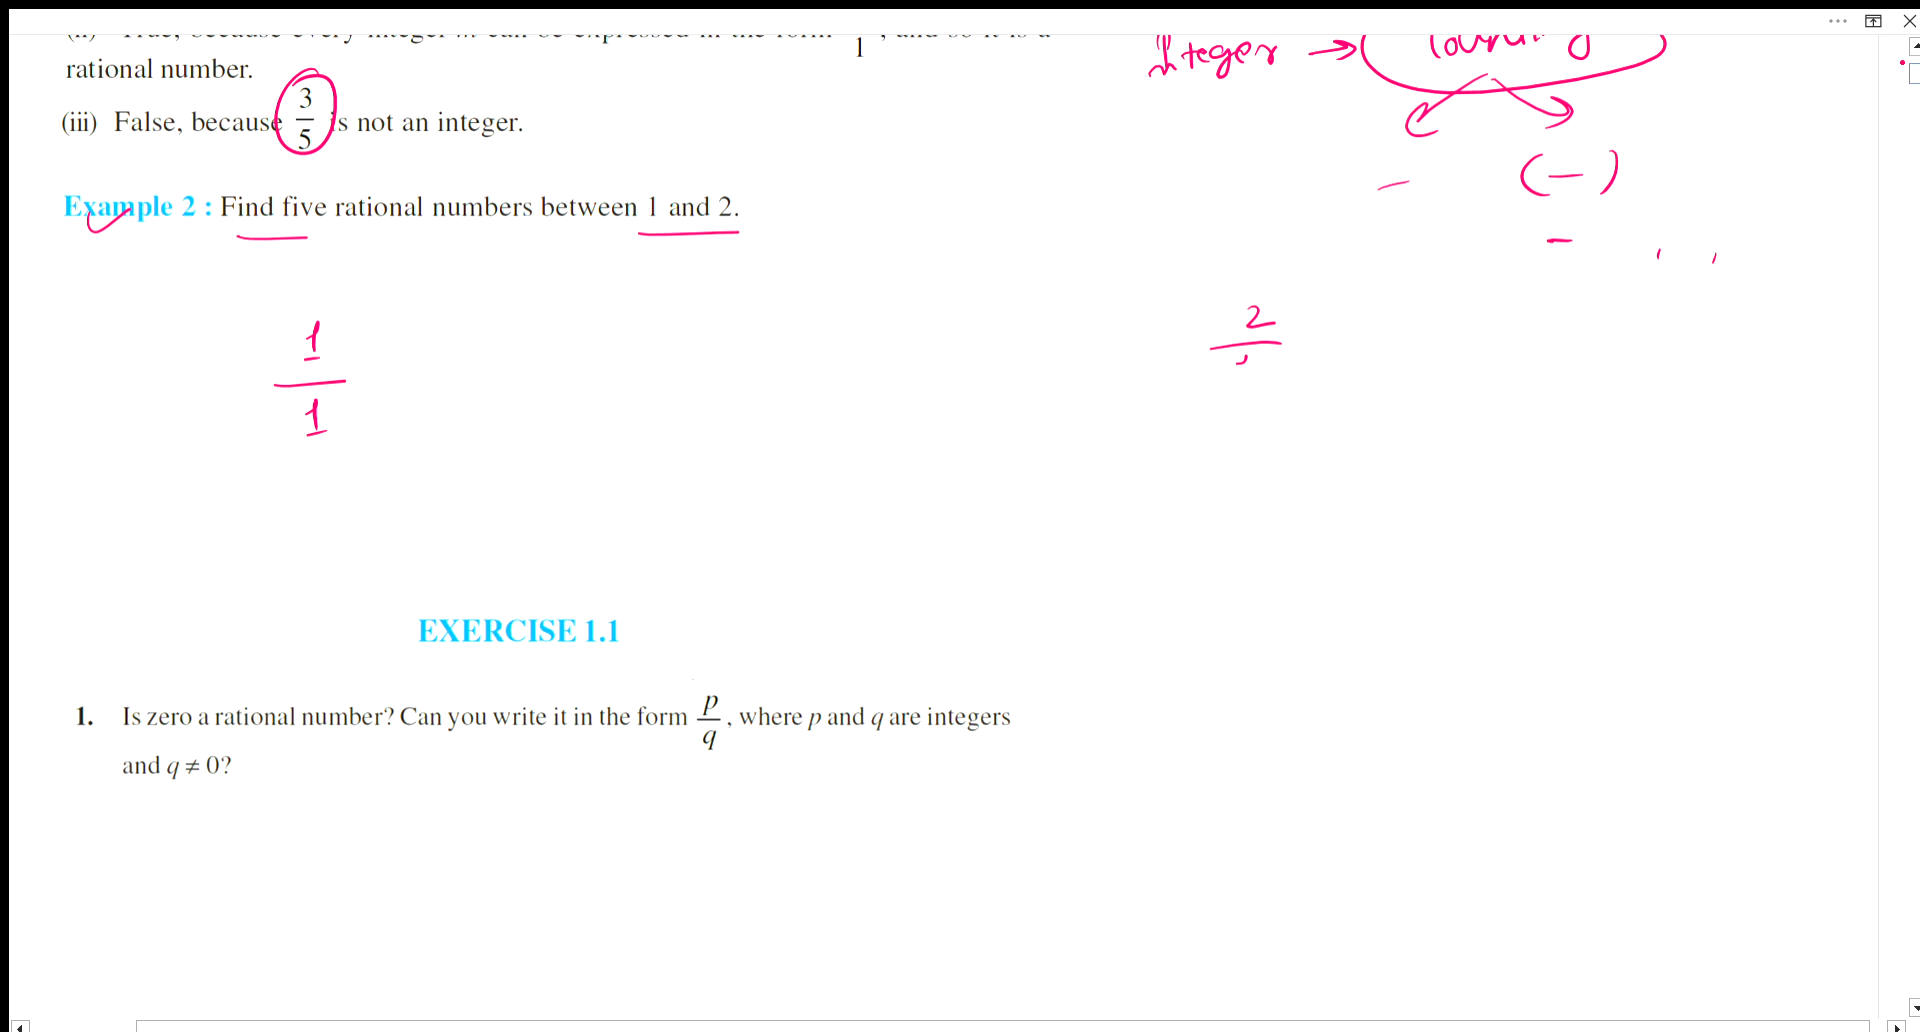 rational number.
(iii) False, because 3/5 is not an integer.
Example 2 : Find five rational numbers between 1 and 2.
EXERCISE 1.1
1. Is zero a rational number? Can you write it in the form p/q, where p and q are integers
and q ≠ 0?
1
Integer →
(–)
1/1
2